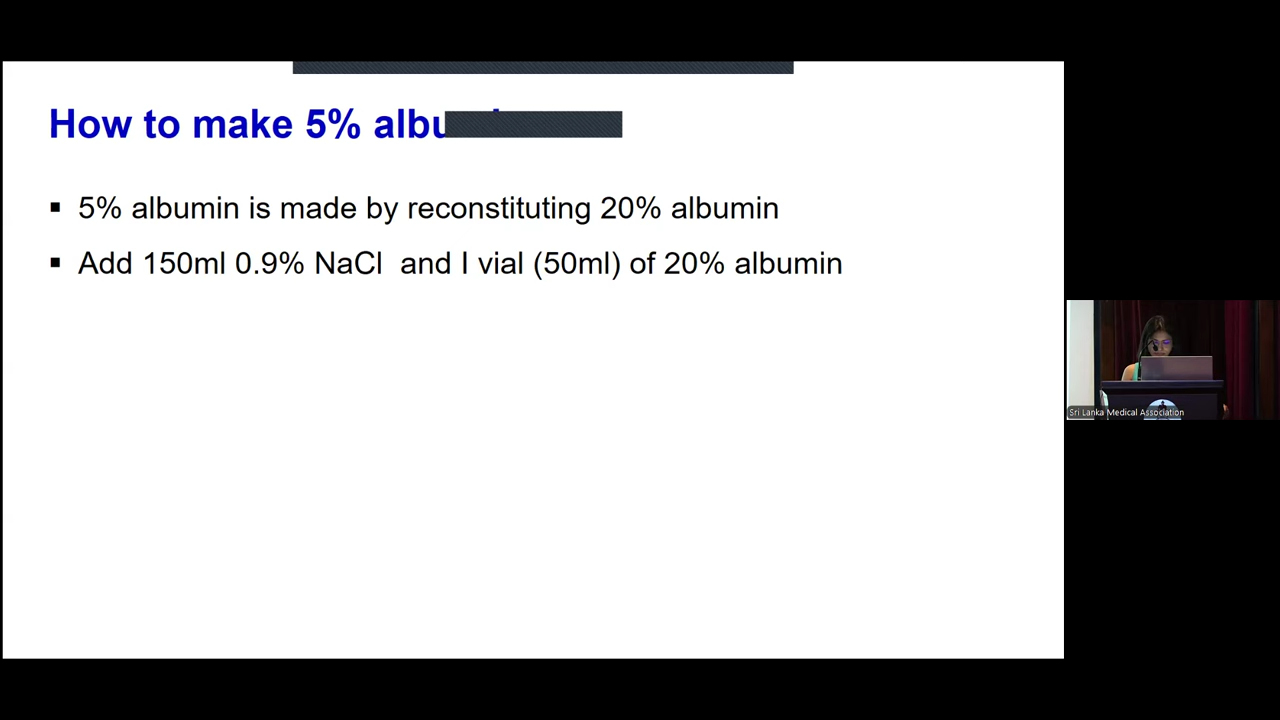 How to make 5%
▪ 5% albumin is made by reconstituting 20% albumin
▪ Add 150ml 0.9% NaCl and I vial (50ml) of 20% albumin
Sri Lanka Medical Association